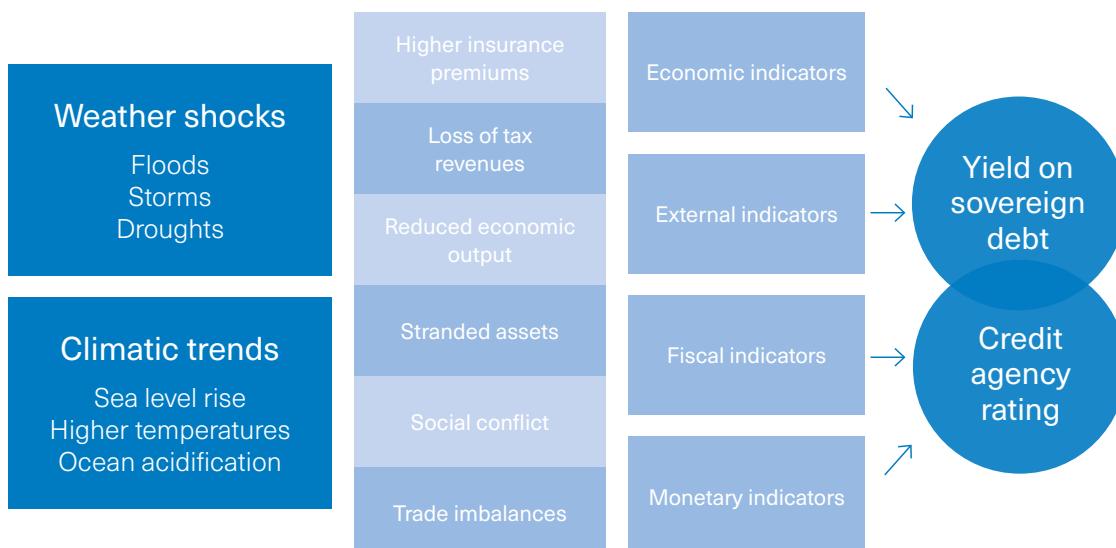 Weather shocks
Floods
Storms
Droughts
Climatic trends
Sea level rise
Higher temperatures
Ocean acidification
Higher insurance
premiums
Loss of tax
revenues
Reduced economic
output
Stranded assets
Social conflict
Trade imbalances
Economic indicators
External indicators
Fiscal indicators
Monetary indicators
Yield on
sovereign
debt
Credit
agency
rating